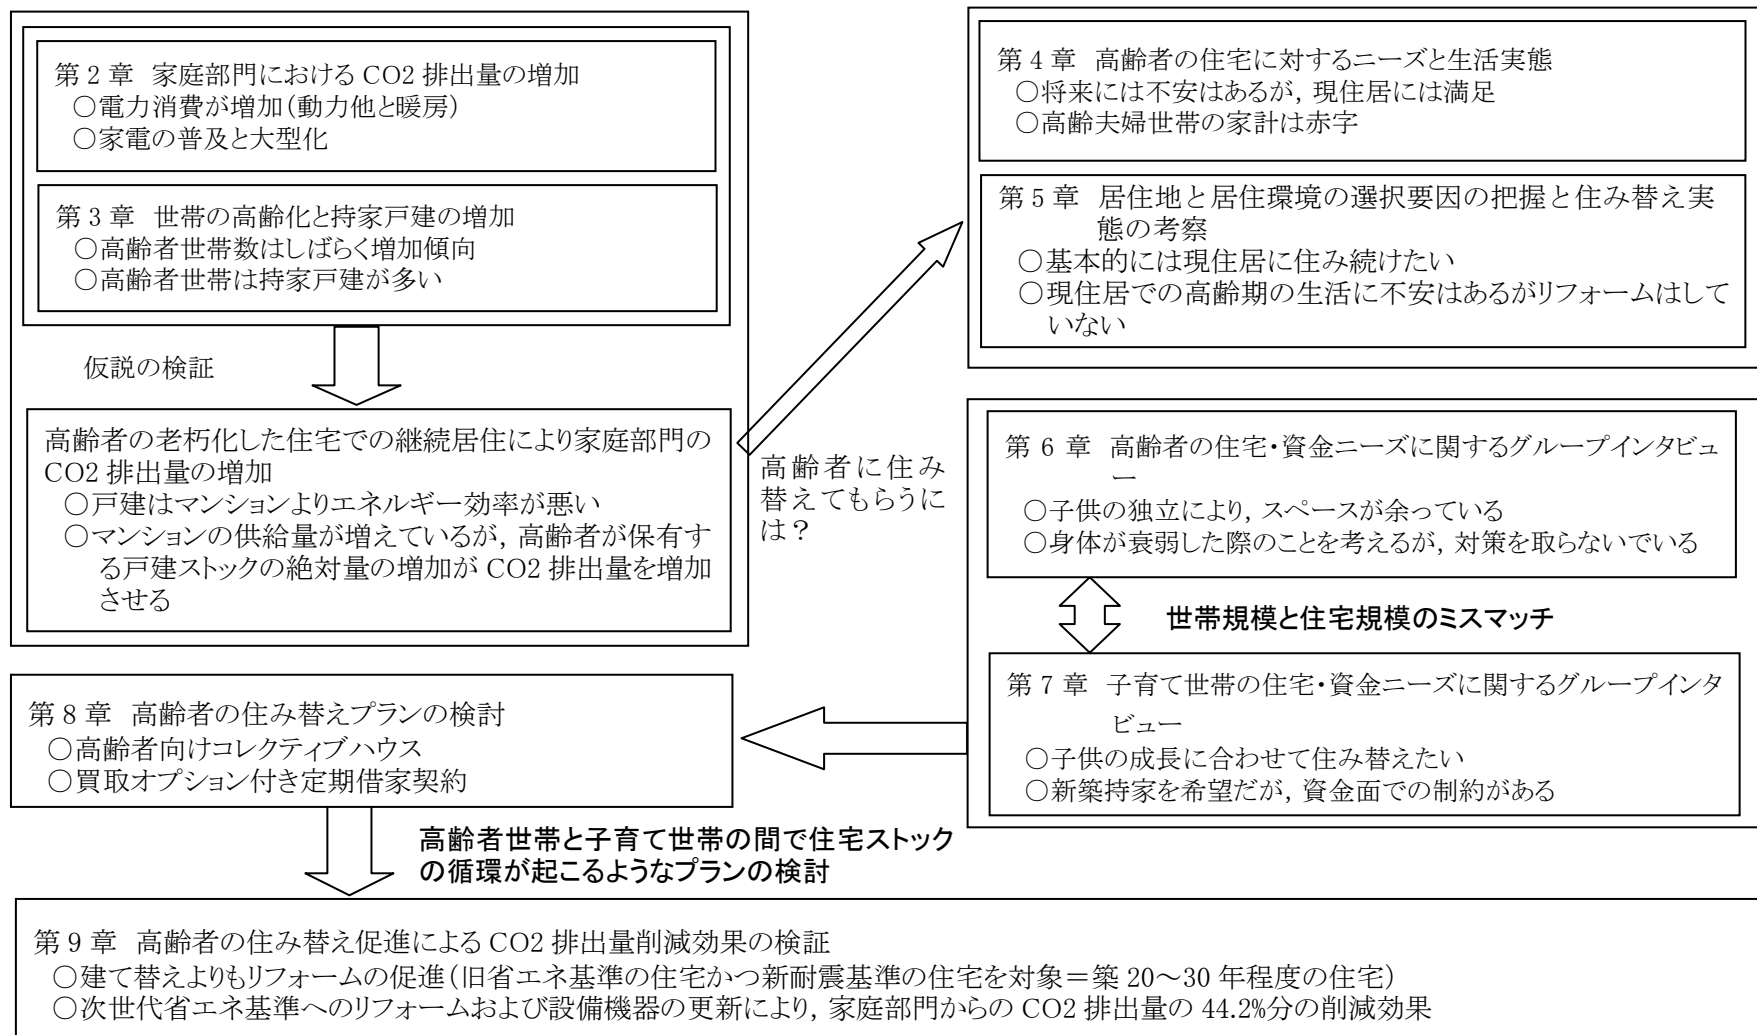 第２章 家庭部門における CO2 排出量の増加
○電力消費が増加（動力他と暖房）
○家電の普及と大型化
第３章 世帯の高齢化と持家戸建の増加
○高齢者世帯数はしばらく増加傾向
○高齢者世帯は持家戸建が多い
仮説の検証
高齢者の老朽化した住宅での継続居住により家庭部門の
CO2 排出量の増加
○戸建はマンションよりエネルギー効率が悪い
○マンションの供給量が増えているが，高齢者が保有す
る戸建ストックの絶対量の増加が CO2 排出量を増加
させる
高齢者に住み
替えてもらうに
は？
第４章 高齢者の住宅に対するニーズと生活実態
○将来には不安はあるが，現住居には満足
○高齢夫婦世帯の家計は赤字
第５章 居住地と居住環境の選択要因の把握と住み替え実
態の考察
○基本的には現住居に住み続けたい
○現住居での高齢期の生活に不安はあるがリフォームはして
いない
第６章 高齢者の住宅・資金ニーズに関するグループインタビュ
ー
○子供の独立により，スペースが余っている
○身体が衰弱した際のことを考えるが，対策を取らないでいる
世帯規模と住宅規模のミスマッチ
第７章 子育て世帯の住宅・資金ニーズに関するグループインタ
ビュー
○子供の成長に合わせて住み替えたい
○新築持家を希望だが，資金面での制約がある
第８章 高齢者の住み替えプランの検討
○高齢者向けコレクティブハウス
○買取オプション付き定期借家契約
高齢者世帯と子育て世帯の間で住宅ストック
の循環が起こるようなプランの検討
第９章 高齢者の住み替え促進による CO2 排出量削減効果の検証
○建て替えよりもリフォームの促進（旧省エネ基準の住宅かつ新耐震基準の住宅を対象＝築 20～30 年程度の住宅）
○次世代省エネ基準へのリフォームおよび設備機器の更新により，家庭部門からの CO2 排出量の 44.2%分の削減効果